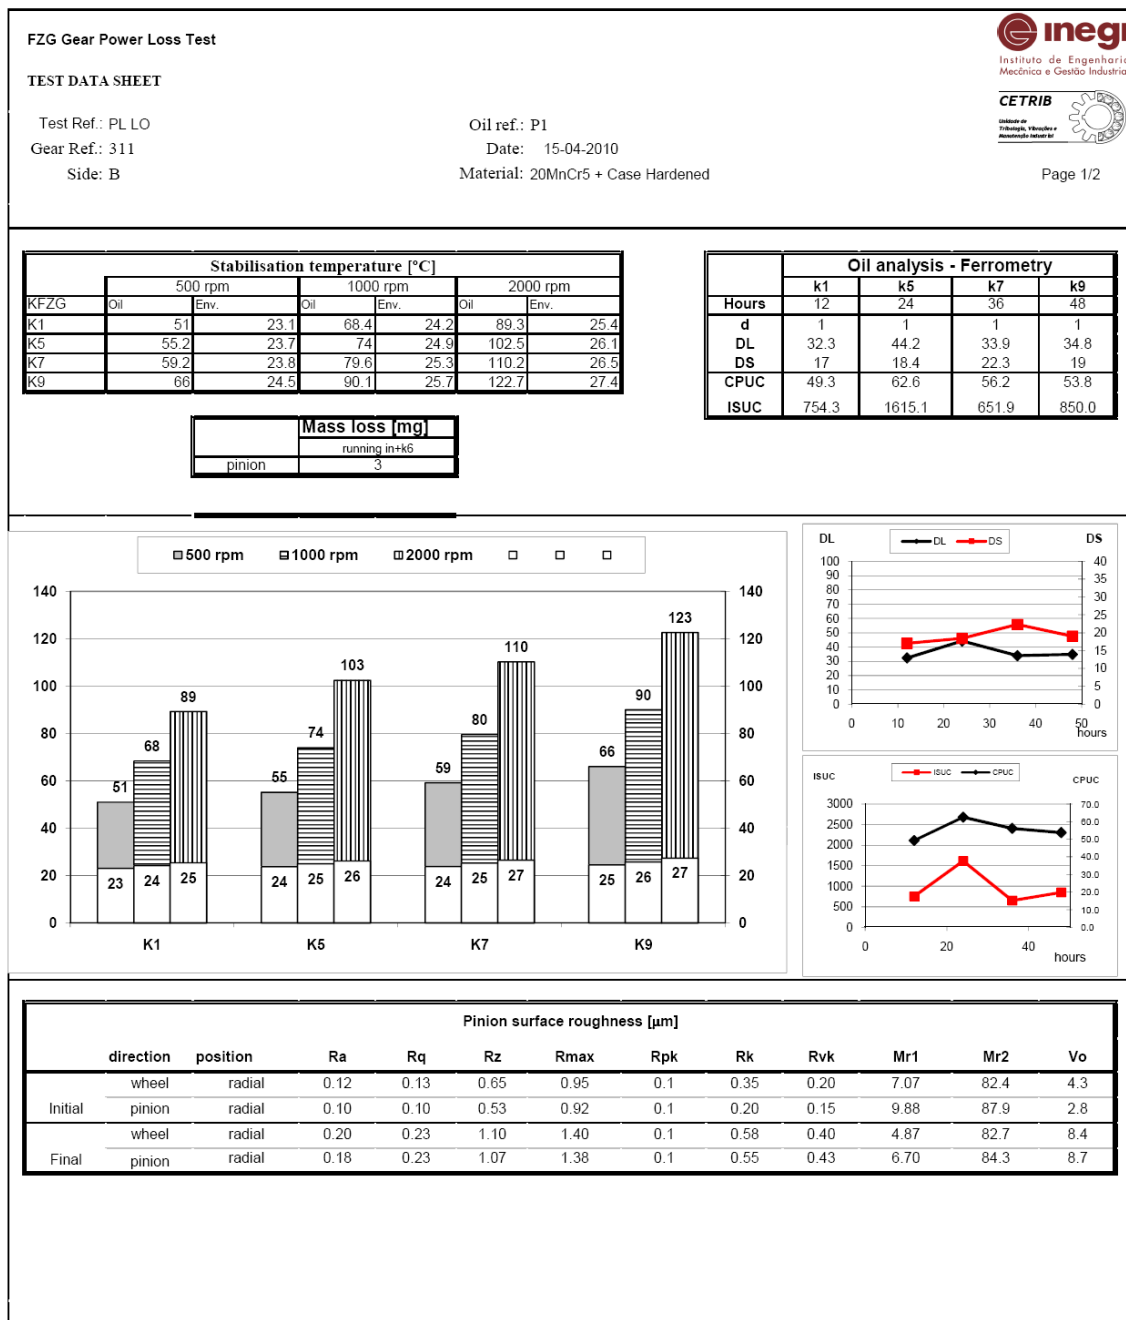 FZG Gear Power Loss Test
inegi
Instituto de Engenharia
Mecânica e Gestão Industrial
TEST DATA SHEET
CETRIB
Unidade de
Tribologia, Vibrações e
Manutenção Industrial
Test Ref.: PL LO Oil ref.: P1
Gear Ref.: 311 Date: 15-04-2010
Side: B Material: 20MnCr5 + Case Hardened Page 1/2
Stabilisation temperature [°C]
500 rpm 1000 rpm 2000 rpm
KFZG Oil Env. Oil Env. Oil Env.
K1 51 23.1 68.4 24.2 89.3 25.4
K5 55.2 23.7 74 24.9 102.5 26.1
K7 59.2 23.8 79.6 25.3 110.2 26.5
K9 66 24.5 90.1 25.7 122.7 27.4
Oil analysis - Ferrometry
k1 k5 k7 k9
Hours 12 24 36 48
d 1 1 1 1
DL 32.3 44.2 33.9 34.8
DS 17 18.4 22.3 19
CPUC 49.3 62.6 56.2 53.8
ISUC 754.3 1615.1 651.9 850.0
Mass loss [mg]
running in+k6
pinion 3
500 rpm 1000 rpm 2000 rpm
140 140
120 120
100 100
80 80
60 60
40 40
20 20
0 0
51 68 89 55 74 103 59 80 110 66 90 123
23 24 25 24 25 26 24 25 27 25 26 27
K1 K5 K7 K9
DL DL DS DS
100 40
90 35
80 30
70 25
60 20
50 15
40 10
30 5
20 0
10
0
0 10 20 30 40 50
hours
ISUC ISUC CPUC CPUC
3000 70.0
2500 60.0
2000 50.0
1500 40.0
1000 30.0
500 20.0
0 10.0
0.0
0 20 40
hours
Pinion surface roughness [µm]
direction position Ra Rq Rz Rmax Rpk Rk Rvk Mr1 Mr2 Vo
wheel radial 0.12 0.13 0.65 0.95 0.1 0.35 0.20 7.07 82.4 4.3
Initial pinion radial 0.10 0.10 0.53 0.92 0.1 0.20 0.15 9.88 87.9 2.8
wheel radial 0.20 0.23 1.10 1.40 0.1 0.58 0.40 4.87 82.7 8.4
Final pinion radial 0.18 0.23 1.07 1.38 0.1 0.55 0.43 6.70 84.3 8.7